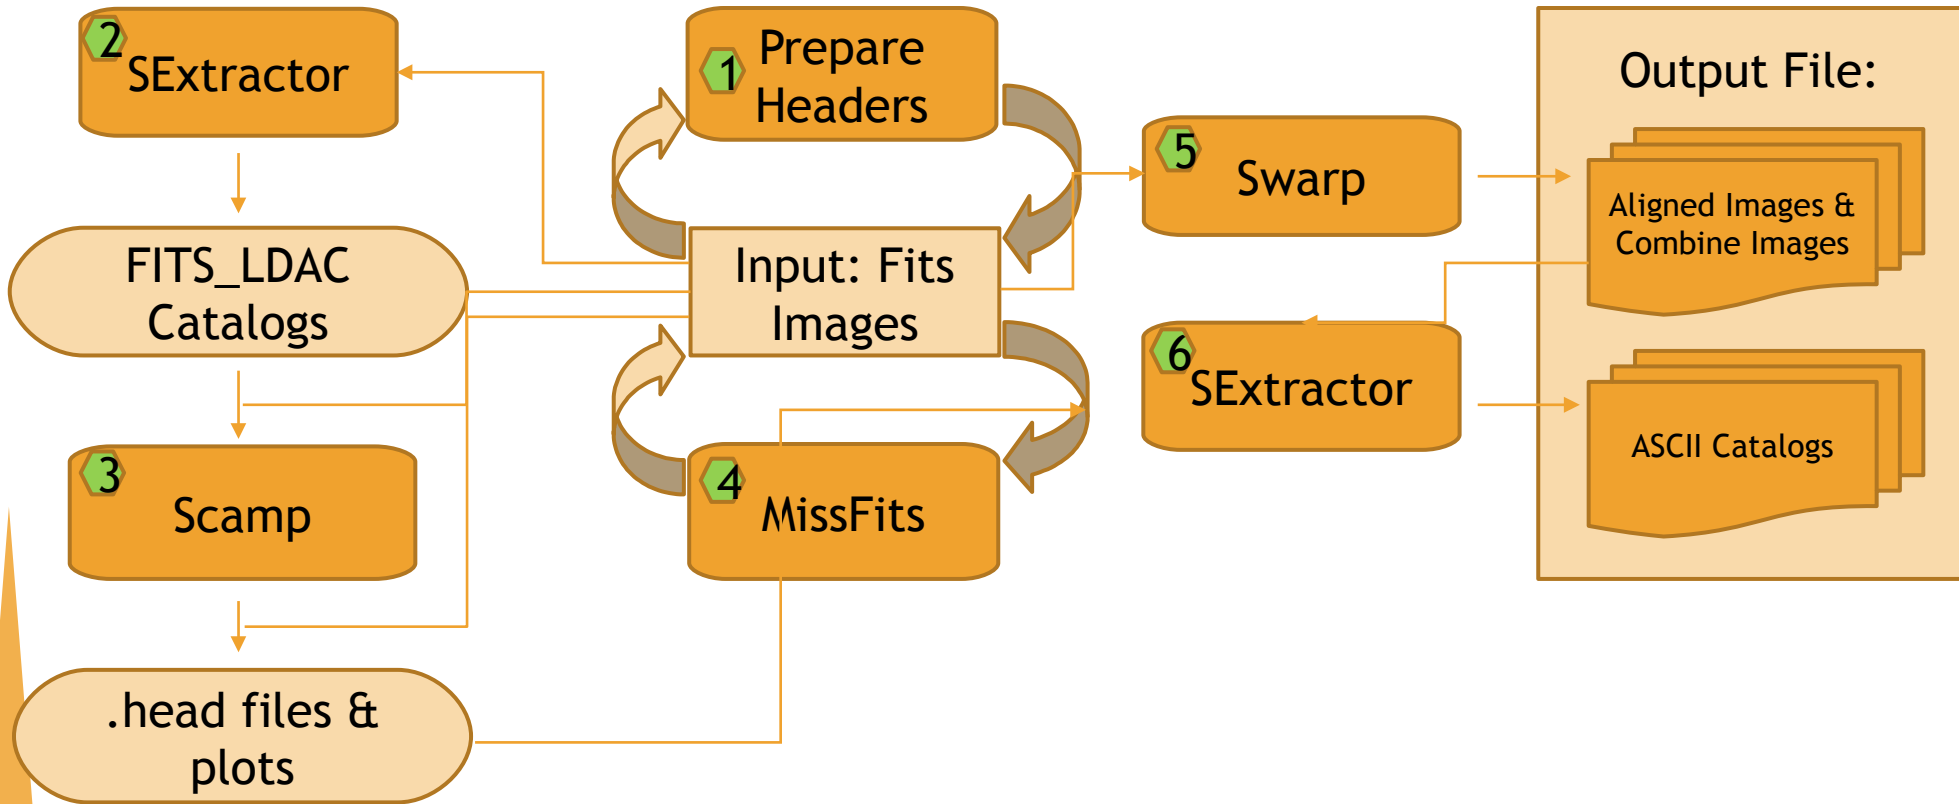 2
SExtractor
FITS_LDAC
Catalogs
3
Scamp
.head files &
plots
1
Prepare
Headers
Input: Fits
Images
4
MissFits
5
Swarp
6
SExtractor
Output File:
Aligned Images &
Combine Images
ASCII Catalogs